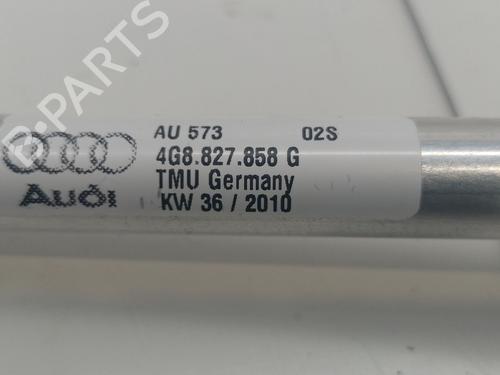 B-PARTS
AU 573 02S
4G8.827.858 G
TMU Germany
Audi KW 36 / 2010